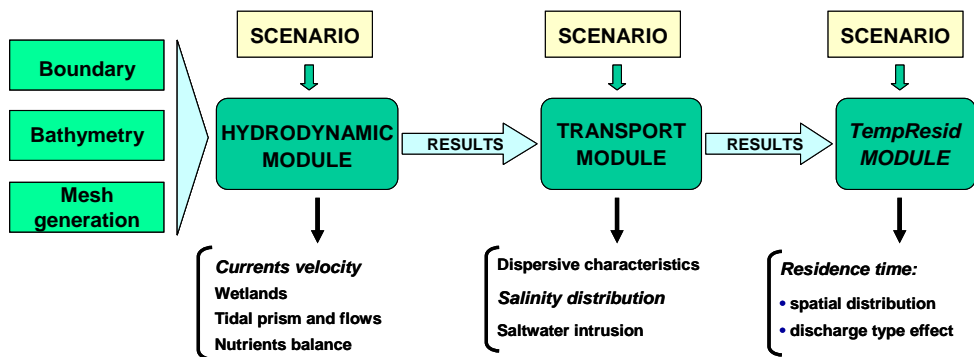 SCENARIO
SCENARIO
SCENARIO
Boundary
Bathymetry
Mesh
generation
HYDRODYNAMIC
MODULE
RESULTS
TRANSPORT
MODULE
RESULTS
TempResid
MODULE
Currents velocity
Wetlands
Tidal prism and flows
Nutrients balance
Dispersive characteristics
Salinity distribution
Saltwater intrusion
Residence time:
• spatial distribution
• discharge type effect